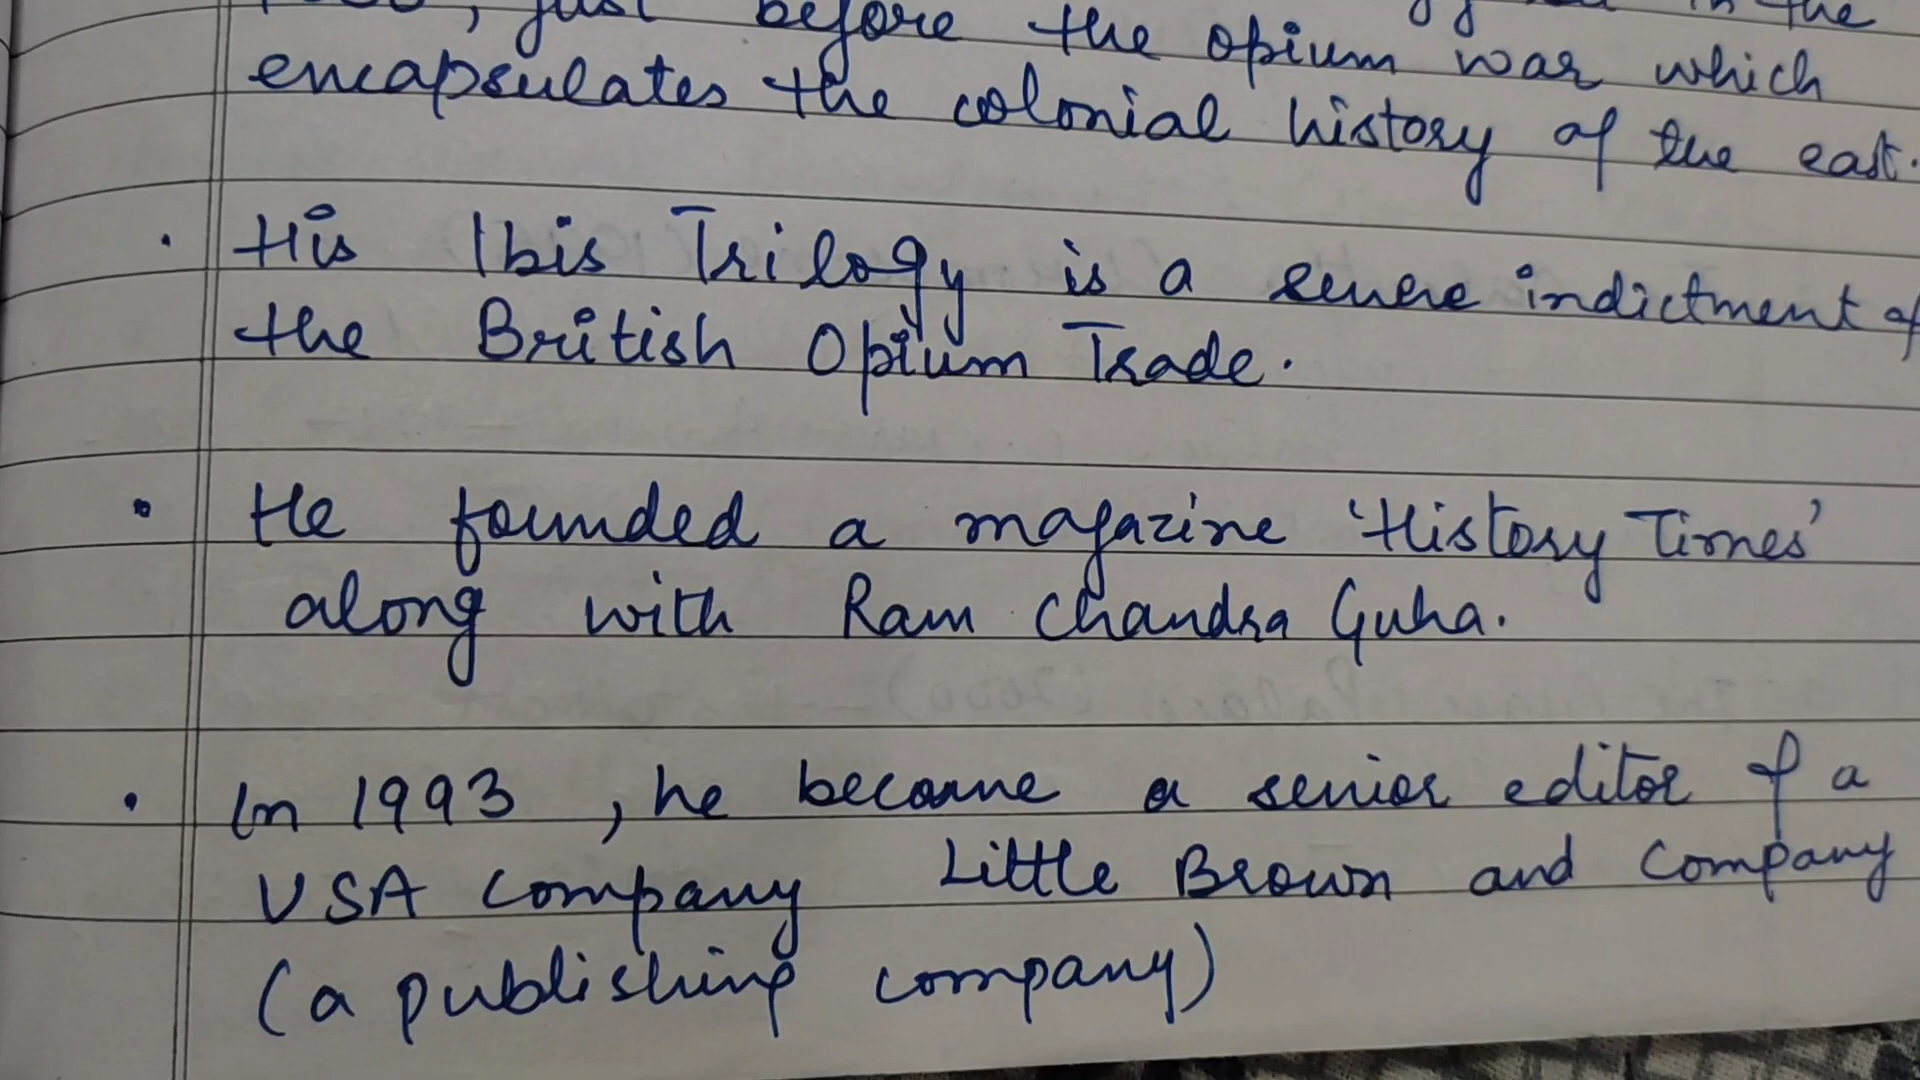 , just before the opium war which
encapsulates the colonial history of the east.
• His Ibis Trilogy is a severe indictment of
the British Opium Trade.
• He founded a magazine 'History Times'
along with Ram Chandra Guha.
• In 1993, he became a senior editor of a
USA company Little Brown and Company
(a publishing company)